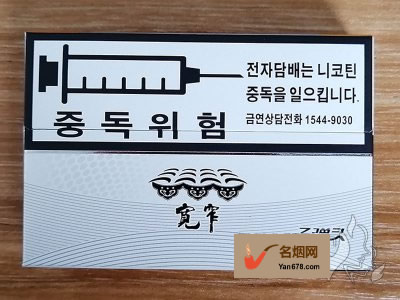 전자담배는 니코틴
중독을 일으킵니다.
금연상담전화 1544-9030
중독위험
宽窄
名烟网
Yan678.com